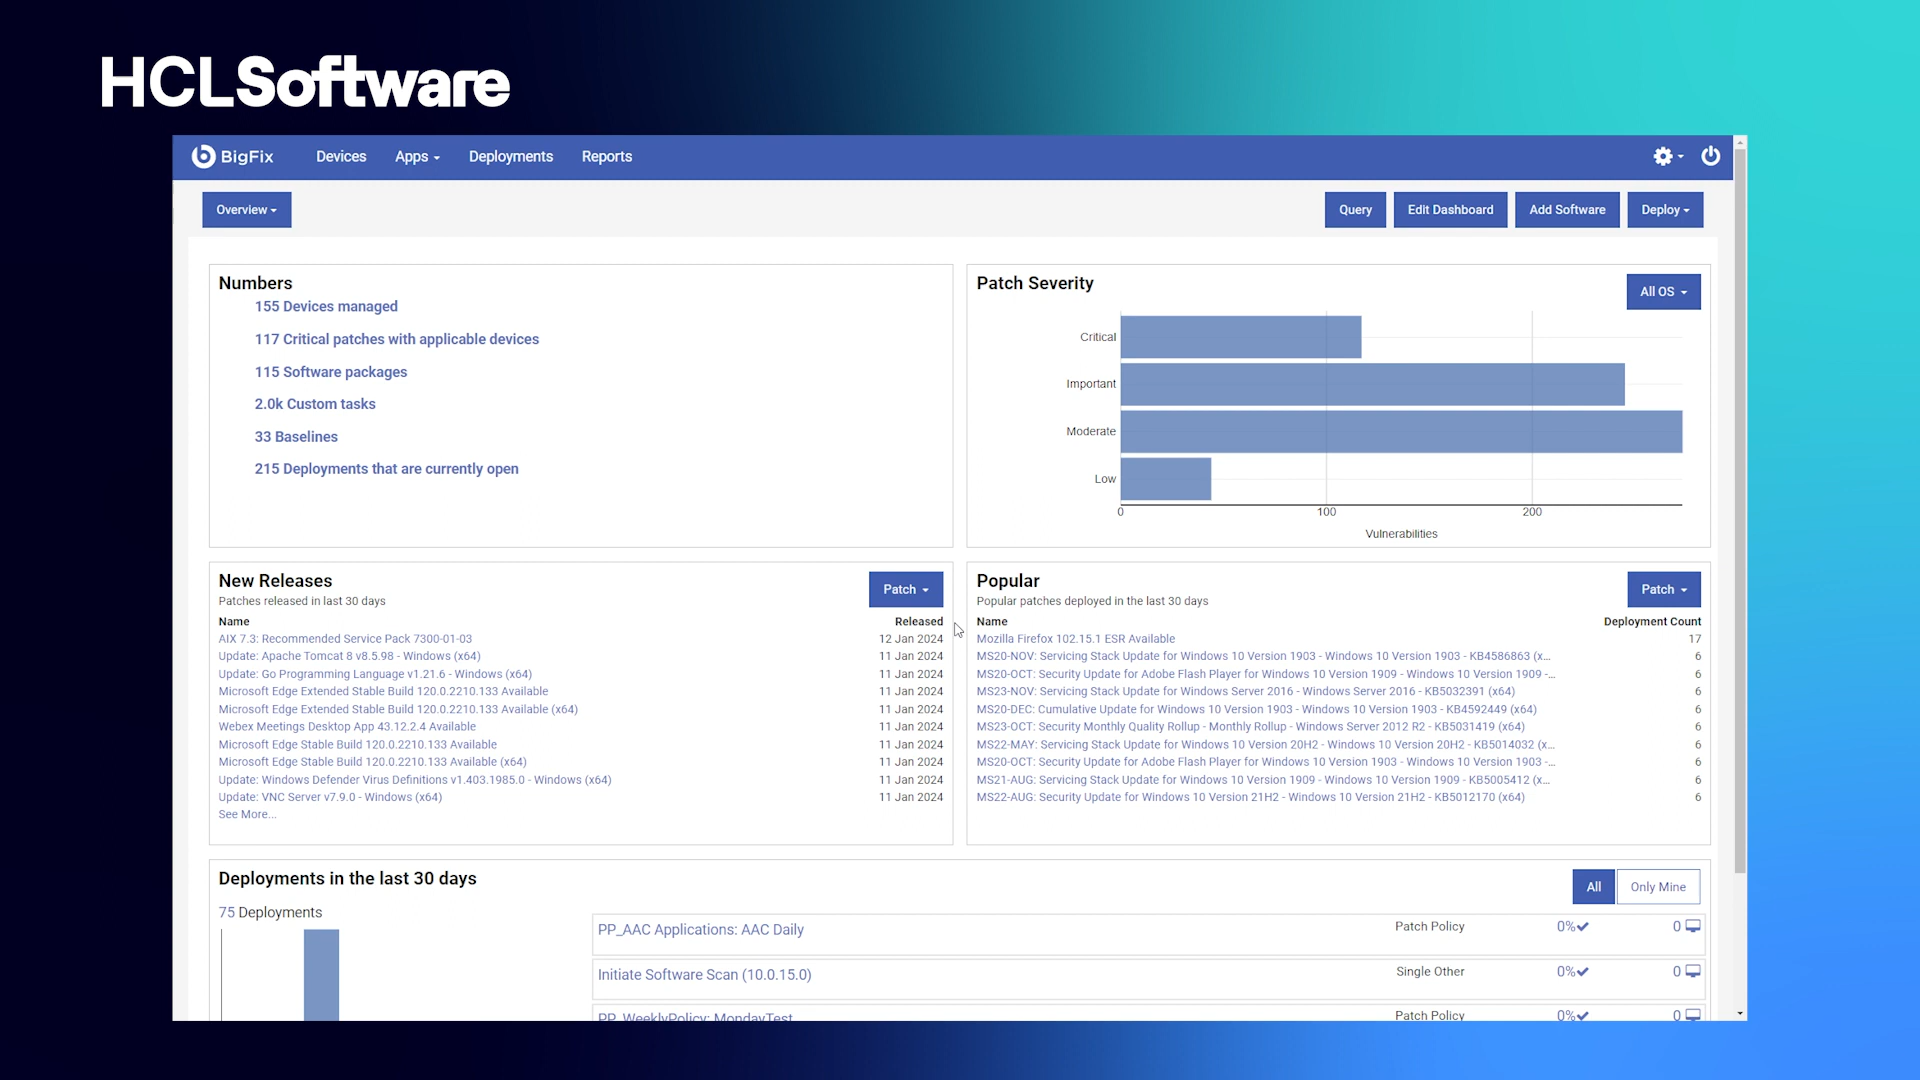 HCLSoftware
BigFix Devices Apps Deployments Reports
Overview Query Edit Dashboard Add Software Deploy
Numbers
155 Devices managed
117 Critical patches with applicable devices
115 Software packages
2.0k Custom tasks
33 Baselines
215 Deployments that are currently open
Patch Severity
All OS
Critical
Important
Moderate
Low
0 100 200
Vulnerabilities
New Releases
Patch
Patches released in last 30 days
Name Released
AIX 7.3: Recommended Service Pack 7300-01-03 12 Jan 2024
Update: Apache Tomcat 8 v8.5.98 - Windows (x64) 11 Jan 2024
Update: Go Programming Language v1.21.6 - Windows (x64) 11 Jan 2024
Microsoft Edge Extended Stable Build 120.0.2210.133 Available 11 Jan 2024
Microsoft Edge Extended Stable Build 120.0.2210.133 Available (x64) 11 Jan 2024
Webex Meetings Desktop App 43.12.2.4 Available 11 Jan 2024
Microsoft Edge Stable Build 120.0.2210.133 Available 11 Jan 2024
Microsoft Edge Stable Build 120.0.2210.133 Available (x64) 11 Jan 2024
Update: Windows Defender Virus Definitions v1.403.1985.0 - Windows (x64) 11 Jan 2024
Update: VNC Server v7.9.0 - Windows (x64) 11 Jan 2024
See More...
Popular
Patch
Popular patches deployed in the last 30 days
Name Deployment Count
Mozilla Firefox 102.15.1 ESR Available 17
MS20-NOV: Servicing Stack Update for Windows 10 Version 1903 - Windows 10 Version 1903 - KB4586863 (x... 6
MS20-OCT: Security Update for Adobe Flash Player for Windows 10 Version 1909 - Windows 10 Version 1909 -... 6
MS23-NOV: Servicing Stack Update for Windows Server 2016 - Windows Server 2016 - KB5032391 (x64) 6
MS20-DEC: Cumulative Update for Windows 10 Version 1903 - Windows 10 Version 1903 - KB4592449 (x64) 6
MS23-OCT: Security Monthly Quality Rollup - Monthly Rollup - Windows Server 2012 R2 - KB5031419 (x64) 6
MS22-MAY: Servicing Stack Update for Windows 10 Version 20H2 - Windows 10 Version 20H2 - KB5014032 (x... 6
MS20-OCT: Security Update for Adobe Flash Player for Windows 10 Version 1903 - Windows 10 Version 1903 -... 6
MS21-AUG: Servicing Stack Update for Windows 10 Version 1909 - Windows 10 Version 1909 - KB5005412 (x... 6
MS22-AUG: Security Update for Windows 10 Version 21H2 - Windows 10 Version 21H2 - KB5012170 (x64) 6
Deployments in the last 30 days
All Only Mine
75 Deployments
PP_AAC Applications: AAC Daily Patch Policy 0% 0
Initiate Software Scan (10.0.15.0) Single Other 0% 0
PP_WeeklyPolicy: MondayTest Patch Policy 0% 0